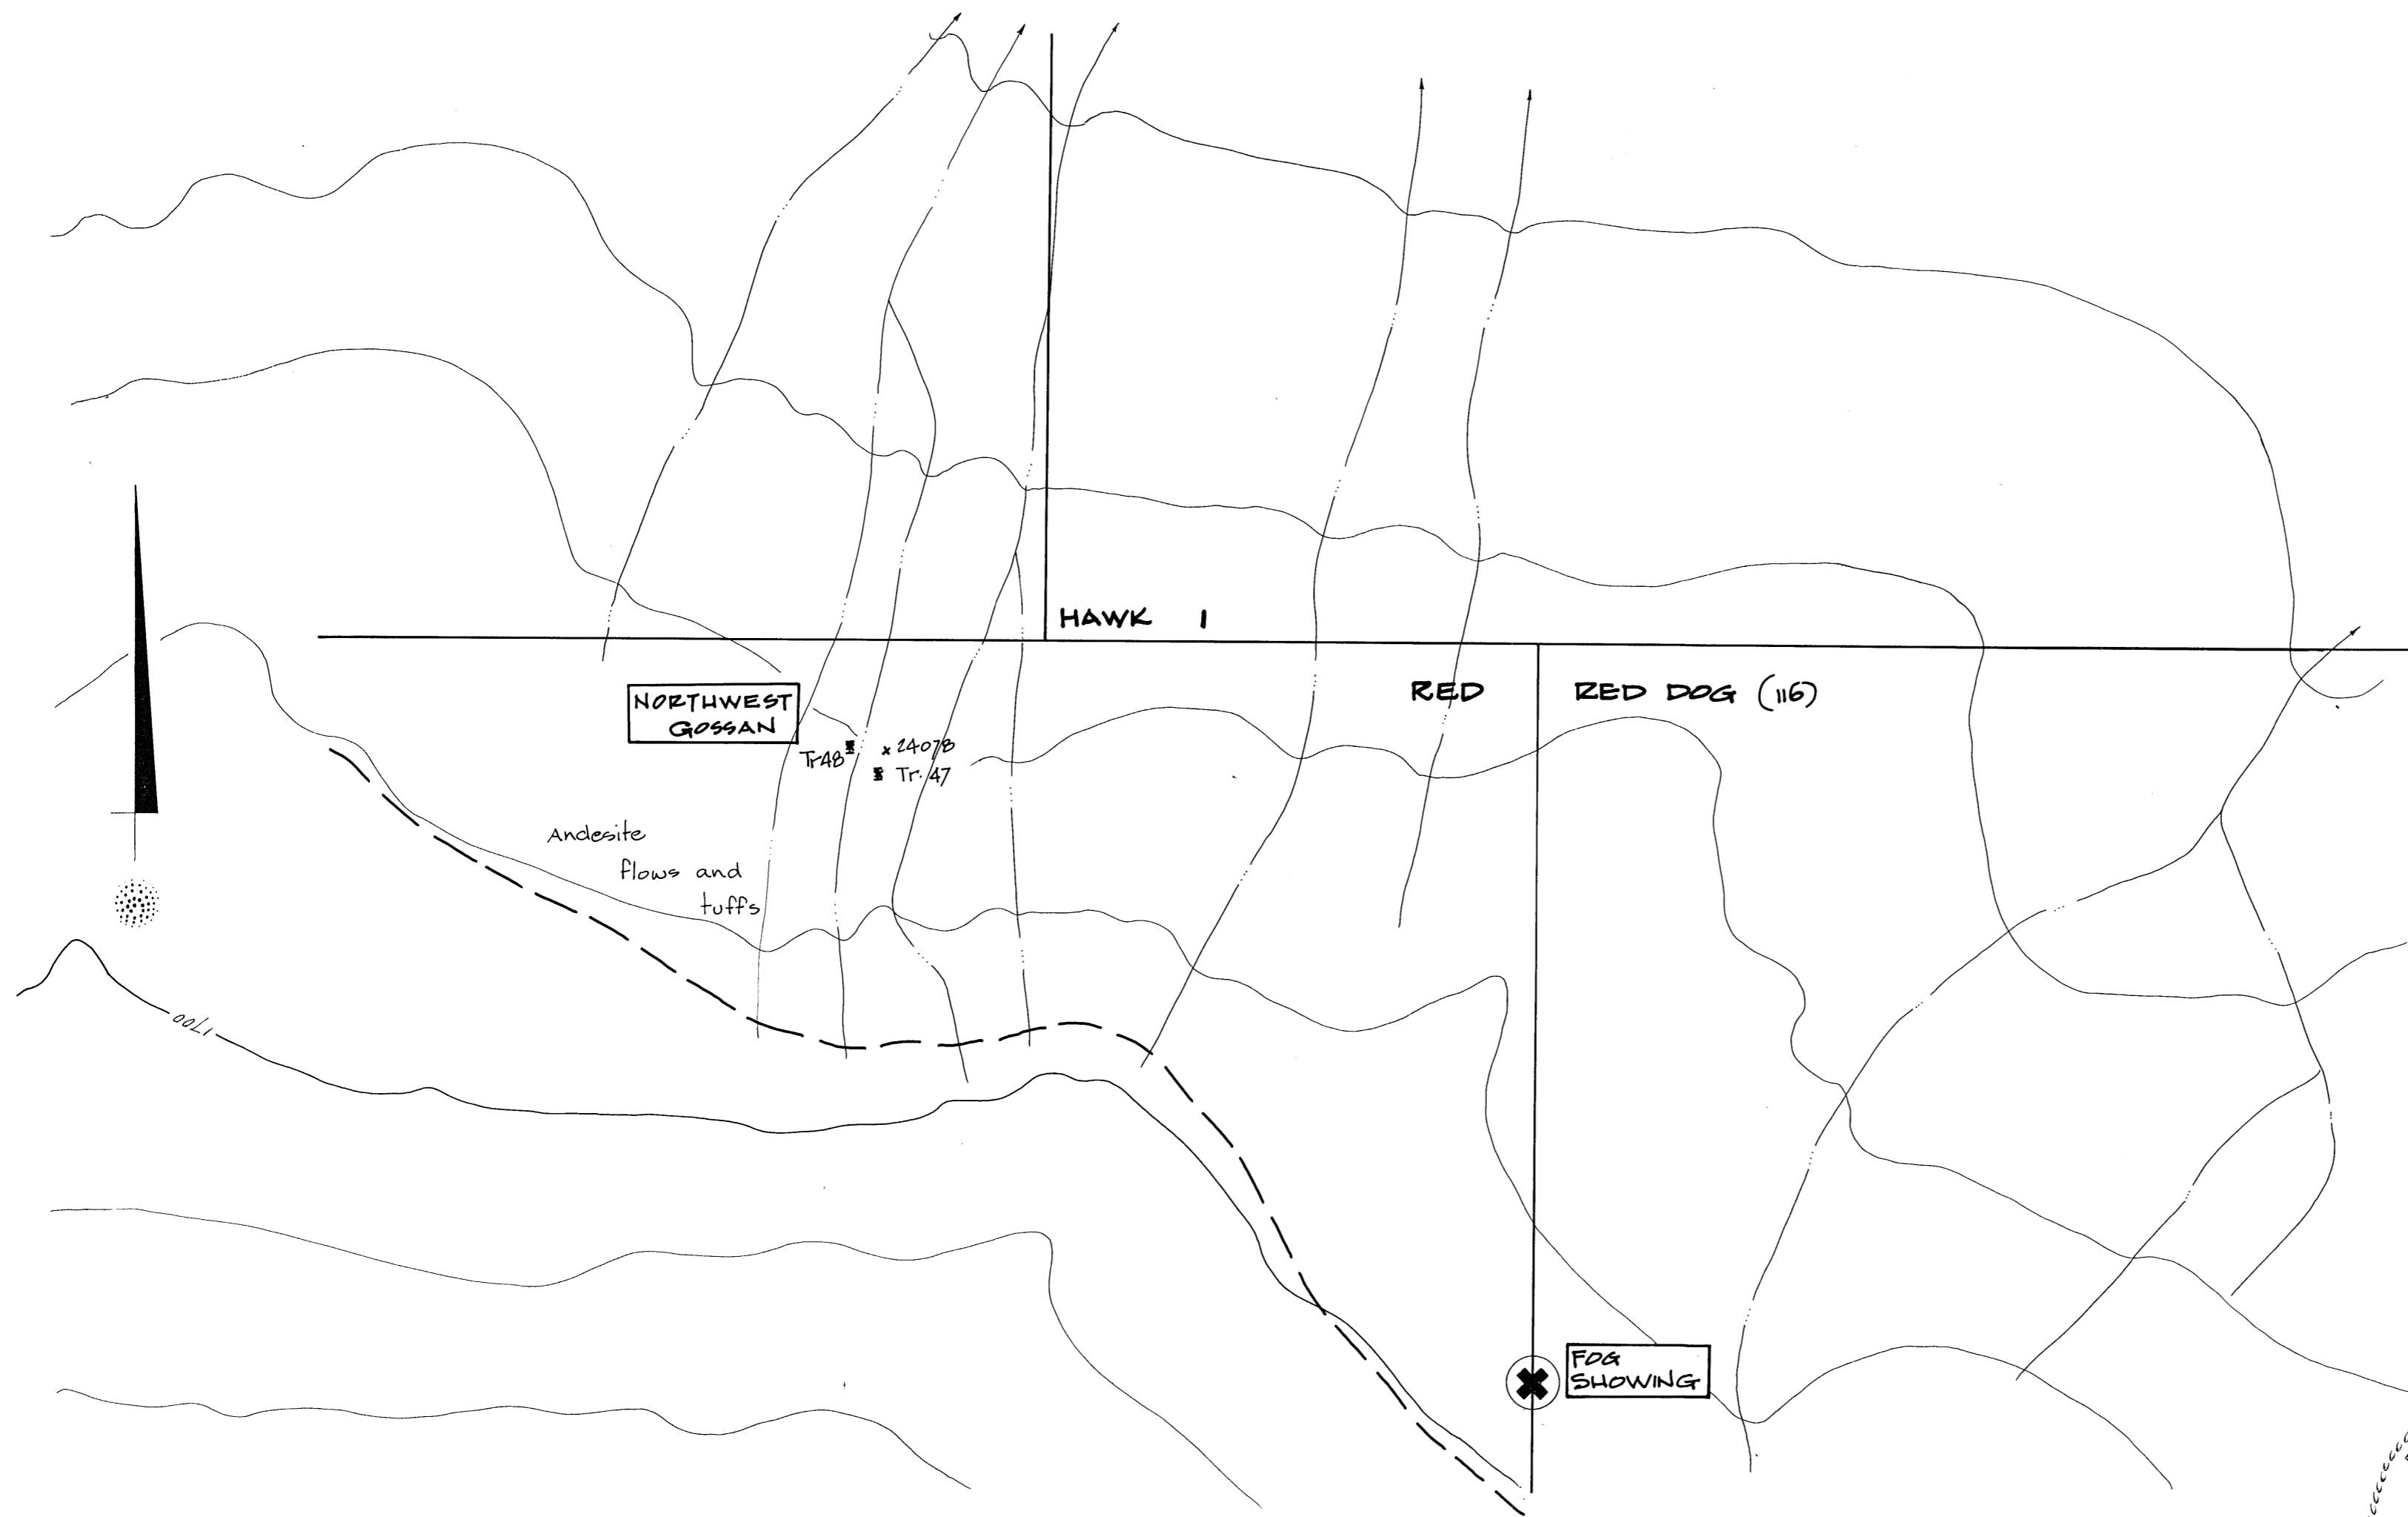 HAWK 1
RED
RED DOG (116)
NORTHWEST
GOSSAN
Tr48
x 24078
Tr. 47
Andesite
flows and
tuffs
1700
FOG
SHOWING